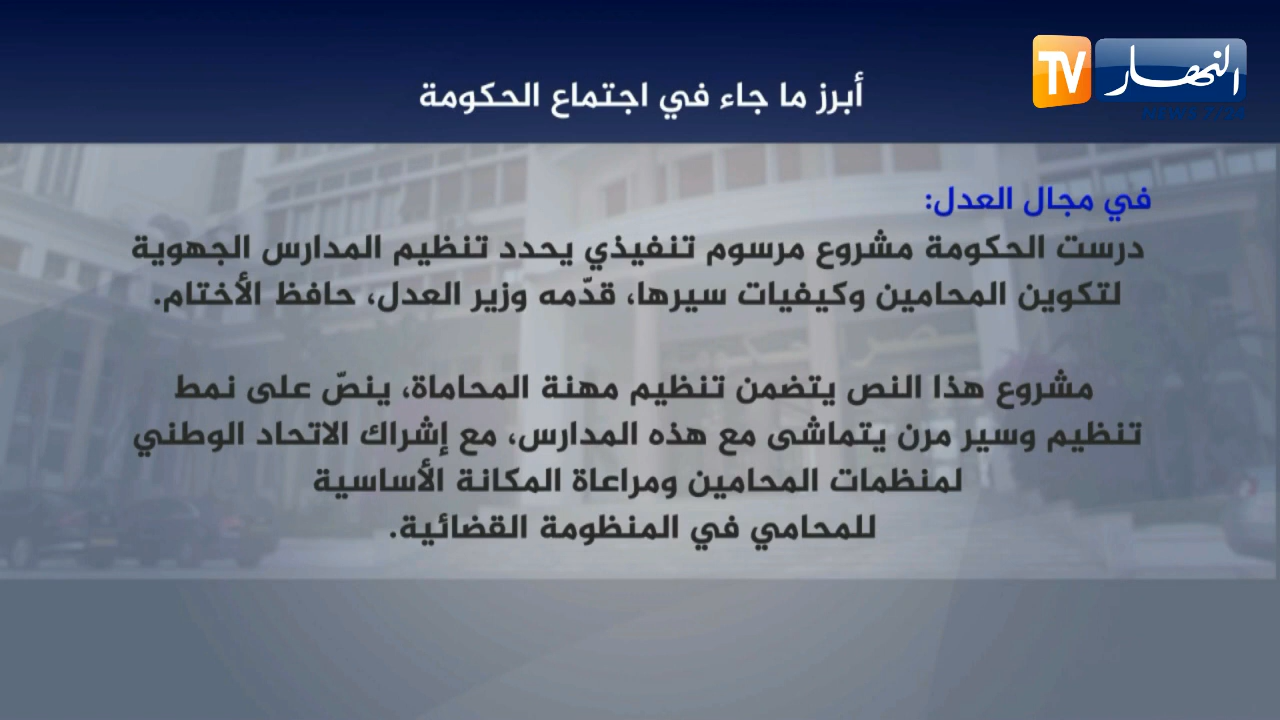 النهار TV
أبرز ما جاء في اجتماع الحكومة
في مجال العدل:
درست الحكومة مشروع مرسوم تنفيذي يحدد تنظيم المدارس الجهوية
لتكوين المحامين وكيفيات سيرها، قدّمه وزير العدل، حافظ الأختام.
مشروع هذا النص يتضمن تنظيم مهنة المحاماة، ينصّ على نمط
تنظيم وسير مرن يتماشى مع هذه المدارس، مع إشراك الاتحاد الوطني
لمنظمات المحامين ومراعاة المكانة الأساسية
للمحامي في المنظومة القضائية.